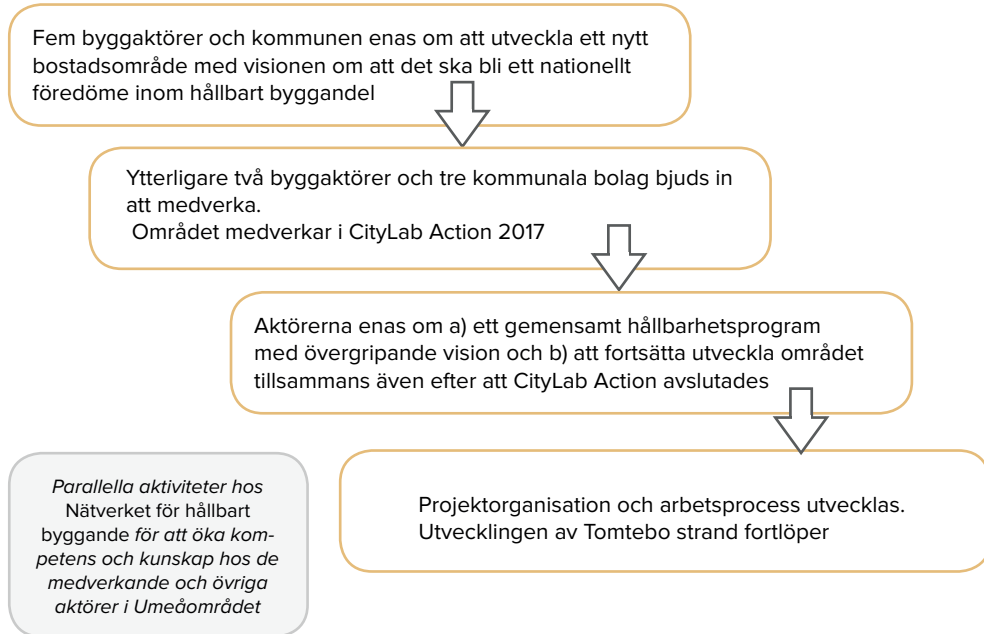 Fem byggaktörer och kommunen enas om att utveckla ett nytt
bostadsområde med visionen om att det ska bli ett nationellt
föredöme inom hållbart byggandel
Ytterligare två byggaktörer och tre kommunala bolag bjuds in
att medverka.
Området medverkar i CityLab Action 2017
Aktörerna enas om a) ett gemensamt hållbarhetsprogram
med övergripande vision och b) att fortsätta utveckla området
tillsammans även efter att CityLab Action avslutades
Projektorganisation och arbetsprocess utvecklas.
Utvecklingen av Tomtebo strand fortlöper
Parallella aktiviteter hos
Nätverket för hållbart
byggande för att öka kom-
petens och kunskap hos de
medverkande och övriga
aktörer i Umeåområdet